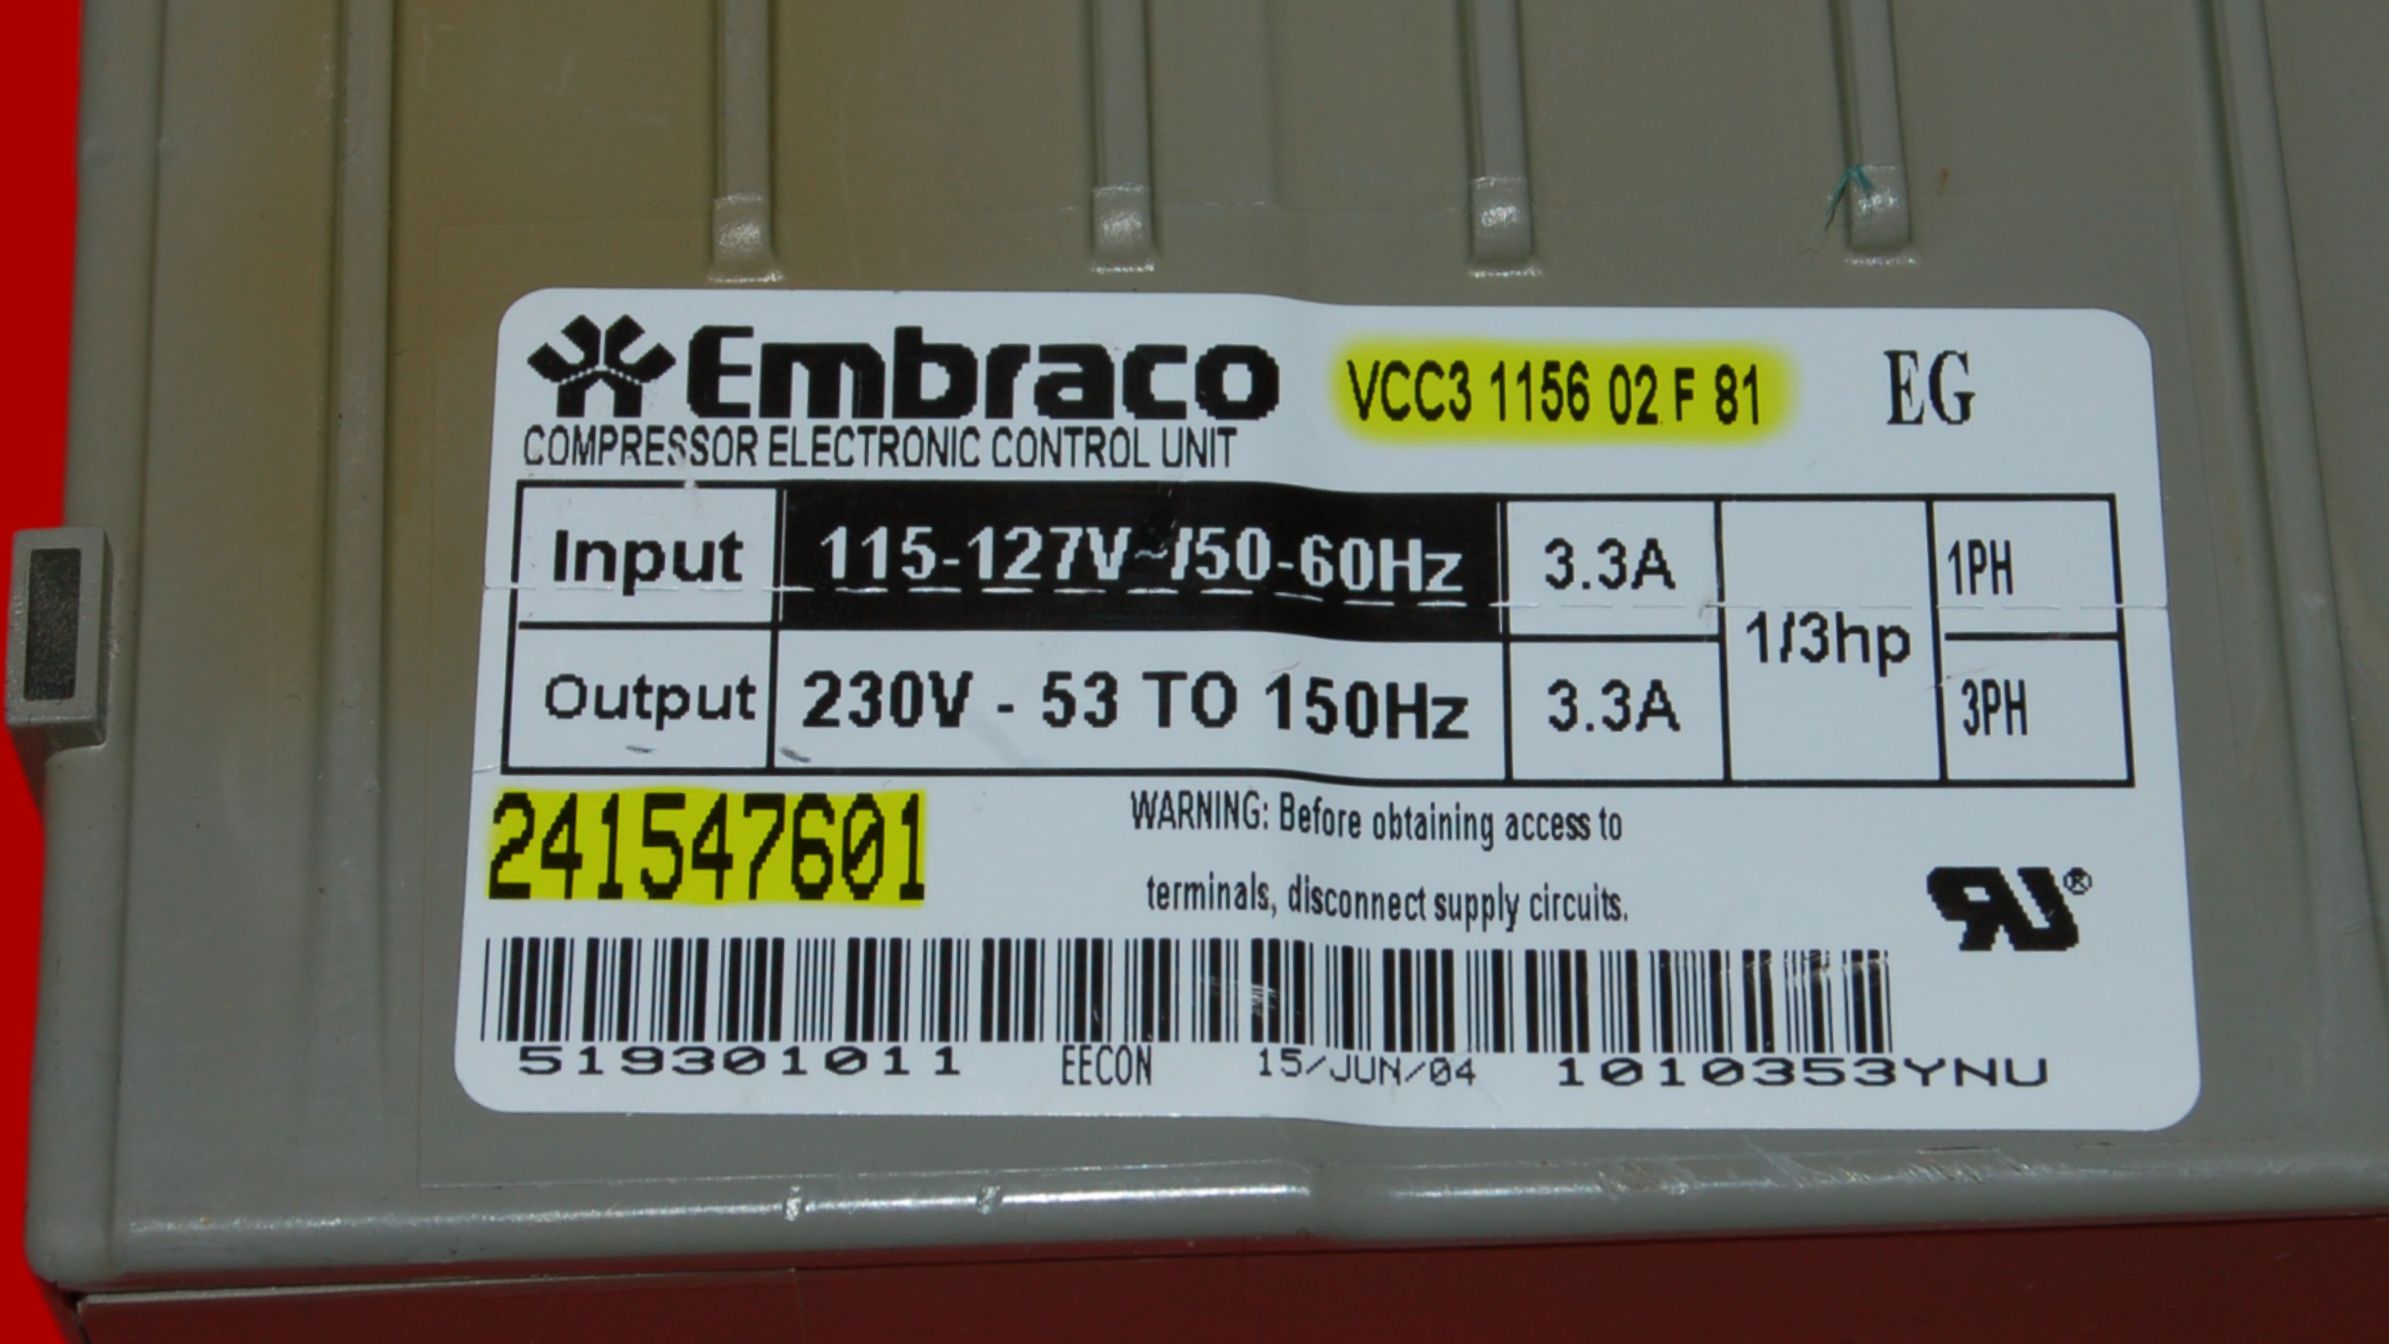 Embraco VCC3 1156 02 F 81 EG
COMPRESSOR ELECTRONIC CONTROL UNIT
Input 115-127V~/50-60Hz 3.3A 1/3hp 1PH
Output 230V - 53 TO 150Hz 3.3A 3PH
241547601
WARNING: Before obtaining access to
terminals, disconnect supply circuits.
RU®
519301011 EECON 15/JUN/04 1010353YNU